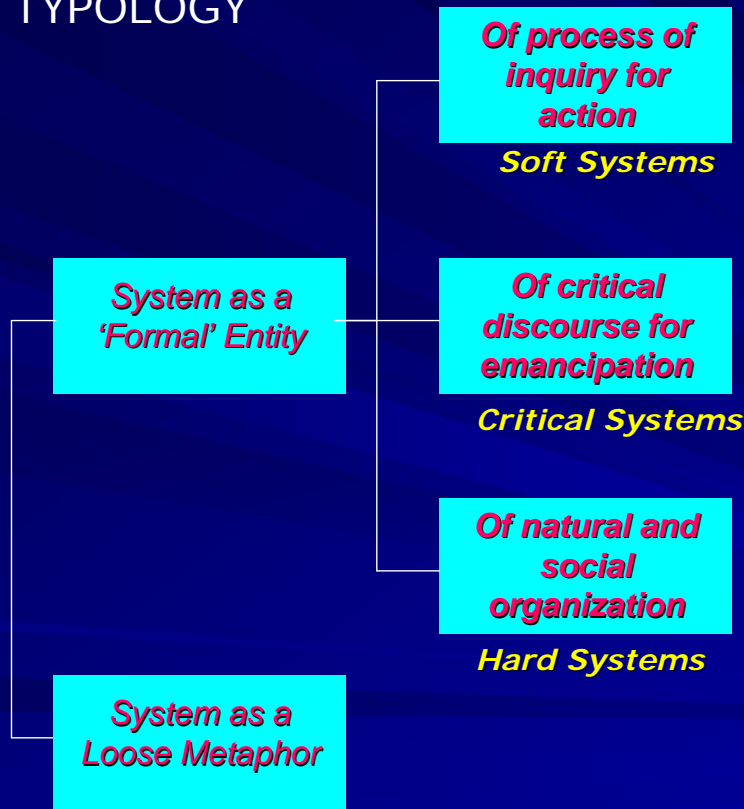 TYPOLOGY
Of process of
inquiry for
action
Soft Systems
System as a
‘Formal’ Entity
Of critical
discourse for
emancipation
Critical Systems
Of natural and
social
organization
Hard Systems
System as a
Loose Metaphor